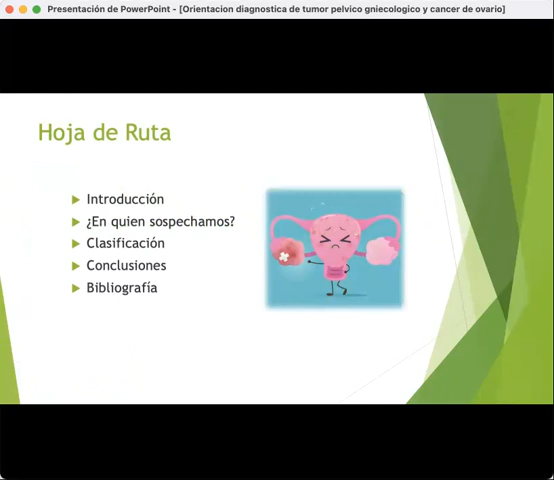 Presentación de PowerPoint - [Orientacion diagnostica de tumor pelvico gniecologico y cancer de ovario]
Hoja de Ruta
Introducción
¿En quien sospechamos?
Clasificación
Conclusiones
Bibliografía